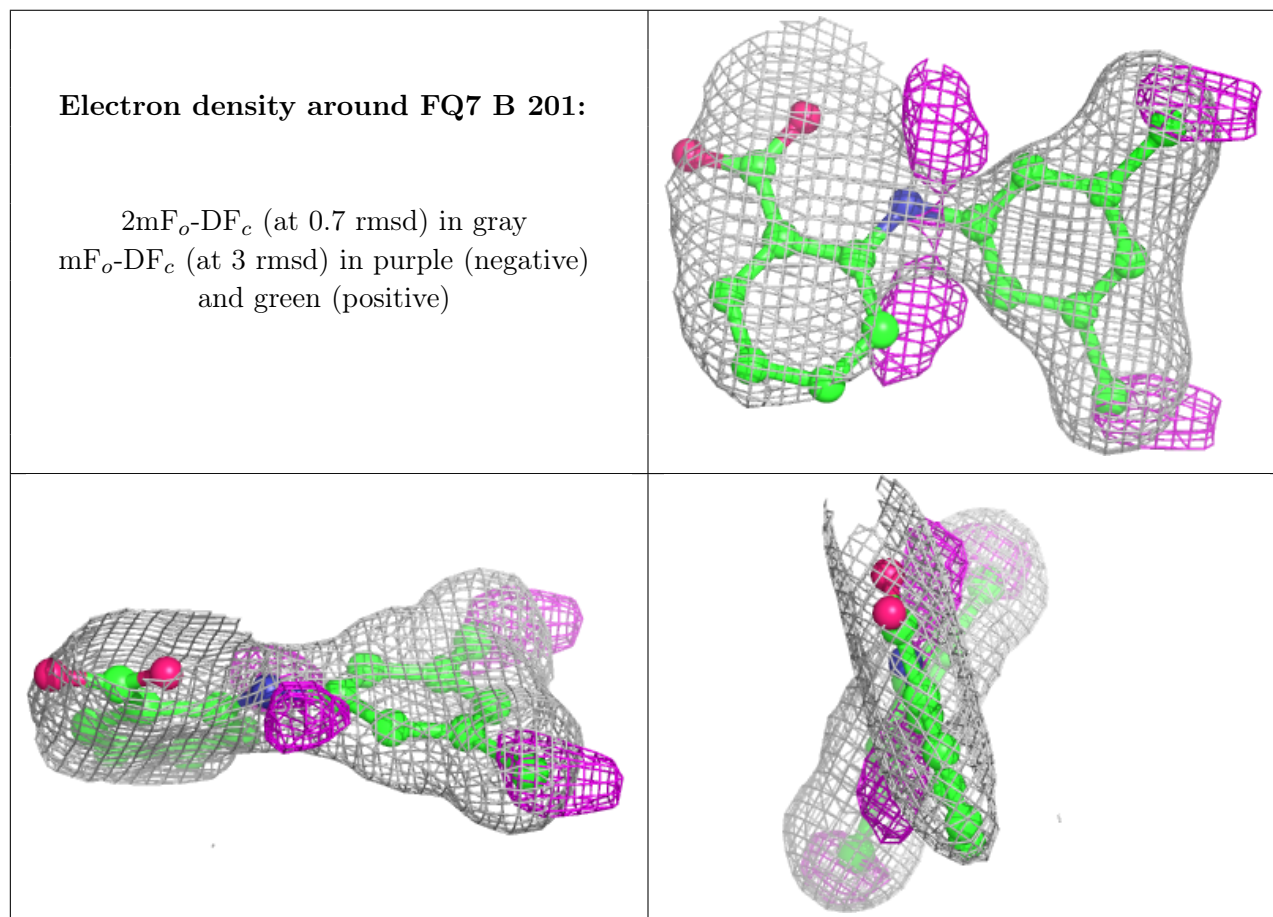 Electron density around FQ7 B 201:
2mFo-DFc (at 0.7 rmsd) in gray
mFo-DFc (at 3 rmsd) in purple (negative)
and green (positive)